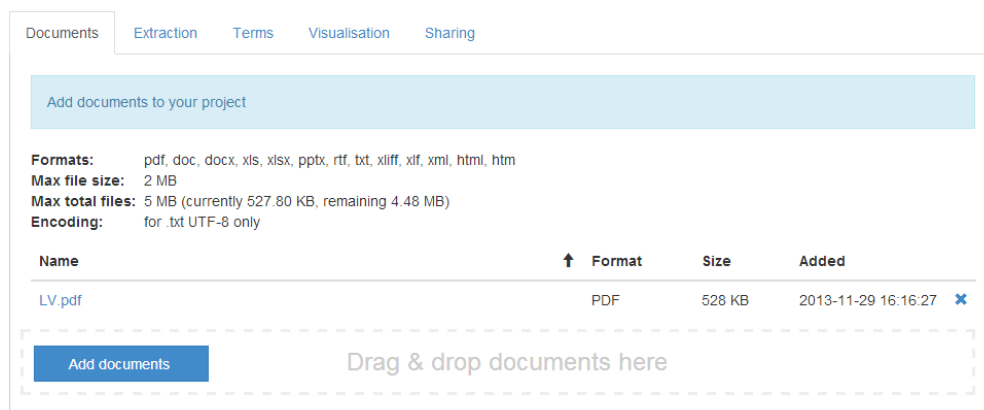 Documents Extraction Terms Visualisation Sharing
Add documents to your project
Formats: pdf, doc, docx, xls, xlsx, pptx, rtf, txt, xliff, xlf, xml, html, htm
Max file size: 2 MB
Max total files: 5 MB (currently 527.80 KB, remaining 4.48 MB)
Encoding: for .txt UTF-8 only
Name Format Size Added
LV.pdf PDF 528 KB 2013-11-29 16:16:27
Add documents Drag & drop documents here